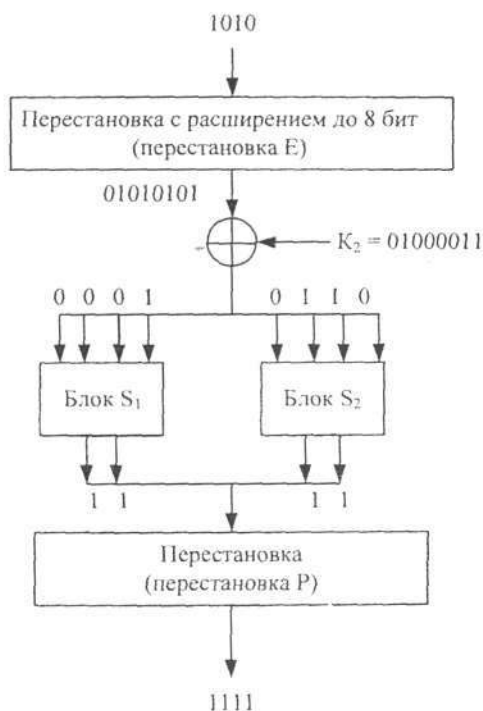 1010
Перестановка с расширением до 8 бит
(перестановка E)
01010101
K₂ = 01000011
0 0 0 1 0 1 1 0
Блок S₁ Блок S₂
1 1 1 1
Перестановка
(перестановка P)
1111